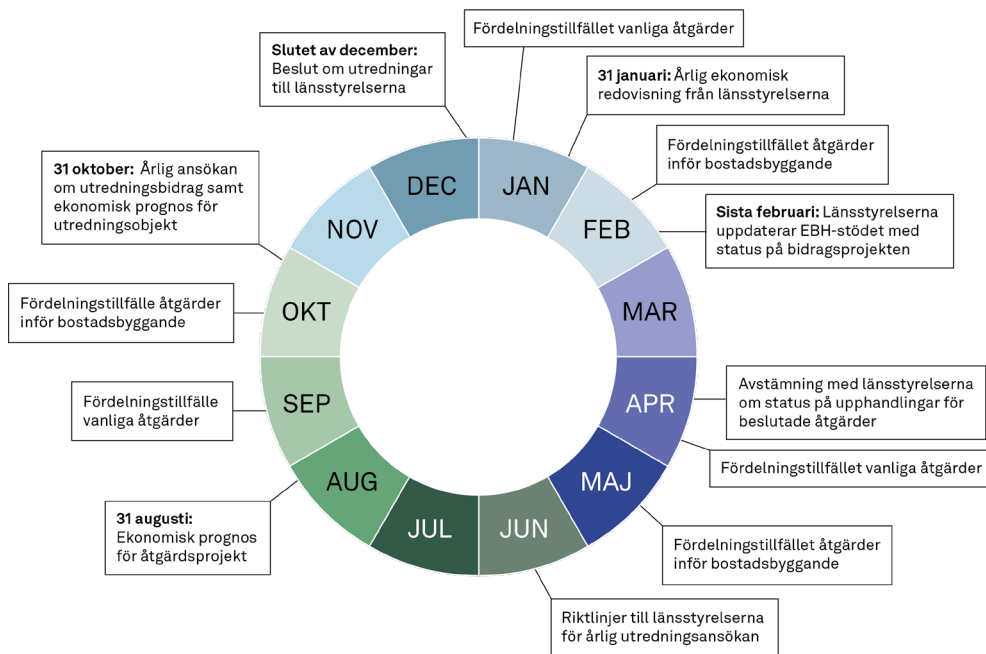 Fördelningstillfället vanliga åtgärder
Slutet av december:
Beslut om utredningar
till länsstyrelserna
31 januari: Årlig ekonomisk
redovisning från länsstyrelserna
Fördelningstillfället åtgärder
inför bostadsbyggande
31 oktober: Årlig ansökan
om utredningsbidrag samt
ekonomisk prognos för
utredningsobjekt
Sista februari: Länsstyrelserna
uppdaterar EBH-stödet med
status på bidragsprojekten
Fördelningstillfälle åtgärder
inför bostadsbyggande
Fördelningstillfälle
vanliga åtgärder
Avstämning med länsstyrelserna
om status på upphandlingar för
beslutade åtgärder
Fördelningstillfället vanliga åtgärder
31 augusti:
Ekonomisk prognos
för åtgärdsprojekt
Fördelningstillfället åtgärder
inför bostadsbyggande
Riktlinjer till länsstyrelserna
för årlig utredningsansökan
JAN
FEB
MAR
APR
MAJ
JUN
JUL
AUG
SEP
OKT
NOV
DEC